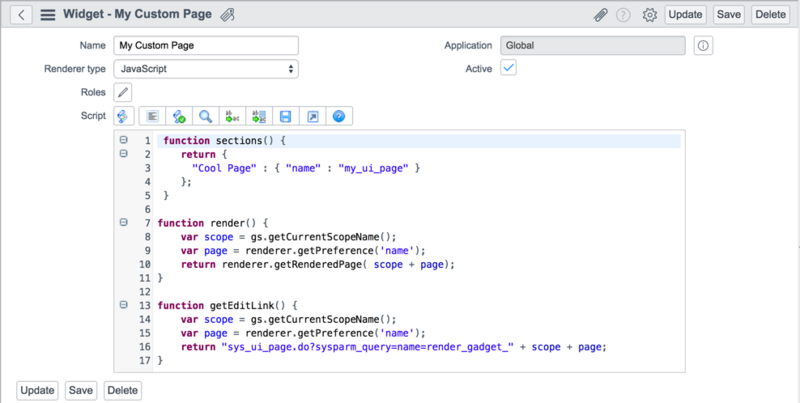 Widget - My Custom Page
Update Save Delete
Name My Custom Page
Application Global
Renderer type JavaScript
Active
Roles
Script
1 function sections() {
2 return {
3 "Cool Page" : { "name" : "my_ui_page" }
4 };
5 }
6
7 function render() {
8 var scope = gs.getCurrentScopeName();
9 var page = renderer.getPreference('name');
10 return renderer.getRenderedPage( scope + page);
11 }
12
13 function getEditLink() {
14 var scope = gs.getCurrentScopeName();
15 var page = renderer.getPreference('name');
16 return "sys_ui_page.do?sysparm_query=name=render_gadget_" + scope + page;
17 }
Update Save Delete